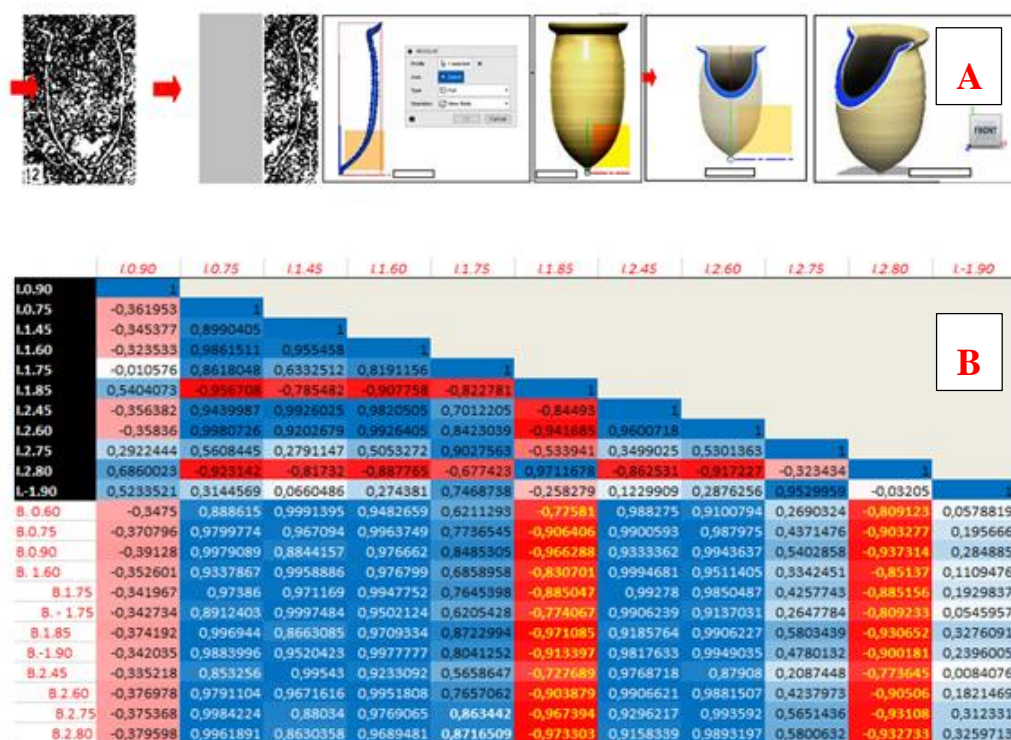 2
REVOLVE
Profile 1 selected
Axis Select
Type Full
Operation New Body
OK Cancel
FRONT
A
I.0.90 I.0.75 I.1.45 I.1.60 I.1.75 I.1.85 I.2.45 I.2.60 I.2.75 I.2.80 I.-1.90
I.0.90 1
I.0.75 -0,361953 1
I.1.45 -0,345377 0,8990405 1
I.1.60 -0,323533 0,9861511 0,955458 1
I.1.75 -0,010576 0,8618048 0,6332512 0,8191156 1
I.1.85 0,5404073 -0,956708 -0,785482 -0,907758 -0,822781 1
I.2.45 -0,356382 0,9439987 0,9926025 0,9820505 0,7012205 -0,84493 1
I.2.60 -0,35836 0,9980726 0,9202679 0,9926405 0,8423039 -0,941685 0,9600718 1
I.2.75 0,2922444 0,5608445 0,2791147 0,5053272 0,9027563 -0,533941 0,3499025 0,5301363 1
I.2.80 0,6860023 -0,923142 -0,81732 -0,887765 -0,677423 0,9711678 -0,862531 -0,917227 -0,323434 1
I.-1.90 0,5233521 0,3144569 0,0660486 0,274381 0,7468738 -0,258279 0,1229909 0,2876256 0,9529959 -0,03205 1
B. 0.60 -0,3475 0,888615 0,9991395 0,9482659 0,6211293 -0,77581 0,988275 0,9100794 0,2690324 -0,809123 0,0578819
B.0.75 -0,370796 0,9799774 0,967094 0,9963749 0,7736545 -0,906406 0,9900593 0,987975 0,4371476 -0,903277 0,195666
B.0.90 -0,39128 0,9979089 0,8844157 0,976662 0,8485305 -0,966288 0,9333362 0,9943637 0,5402858 -0,937314 0,284885
B. 1.60 -0,352601 0,9337867 0,9958886 0,976799 0,6858958 -0,830701 0,9994681 0,9511405 0,3342451 -0,85137 0,1109476
B.1.75 -0,341967 0,97386 0,971169 0,9947752 0,7645398 -0,885047 0,99278 0,9850487 0,4257743 -0,885156 0,1929837
B. - 1.75 -0,342734 0,8912403 0,9997484 0,9502124 0,6205428 -0,774067 0,9906239 0,9137031 0,2647784 -0,809233 0,0545957
B.1.85 -0,374192 0,996944 0,8663085 0,9709334 0,8722994 -0,971085 0,9185764 0,9906227 0,5803439 -0,930652 0,3276091
B.-1.90 -0,342035 0,9883996 0,9520423 0,9977777 0,8041252 -0,913397 0,9817633 0,9949035 0,4780132 -0,900181 0,2396005
B.2.45 -0,335218 0,853256 0,99543 0,9233092 0,5658647 -0,727689 0,9768718 0,87908 0,2087448 -0,773645 0,0084076
B.2.60 -0,376978 0,9791104 0,9671616 0,9951808 0,7657062 -0,903879 0,9906621 0,9881507 0,4237973 -0,90506 0,1821469
B.2.75 -0,375368 0,9984224 0,88034 0,9769065 0,863442 -0,967394 0,9296217 0,993592 0,5651436 -0,93108 0,312331
B.2.80 -0,379598 0,9961891 0,8630358 0,9689481 0,8716509 -0,973303 0,9158339 0,9893197 0,5800632 -0,932733 0,3259713
B